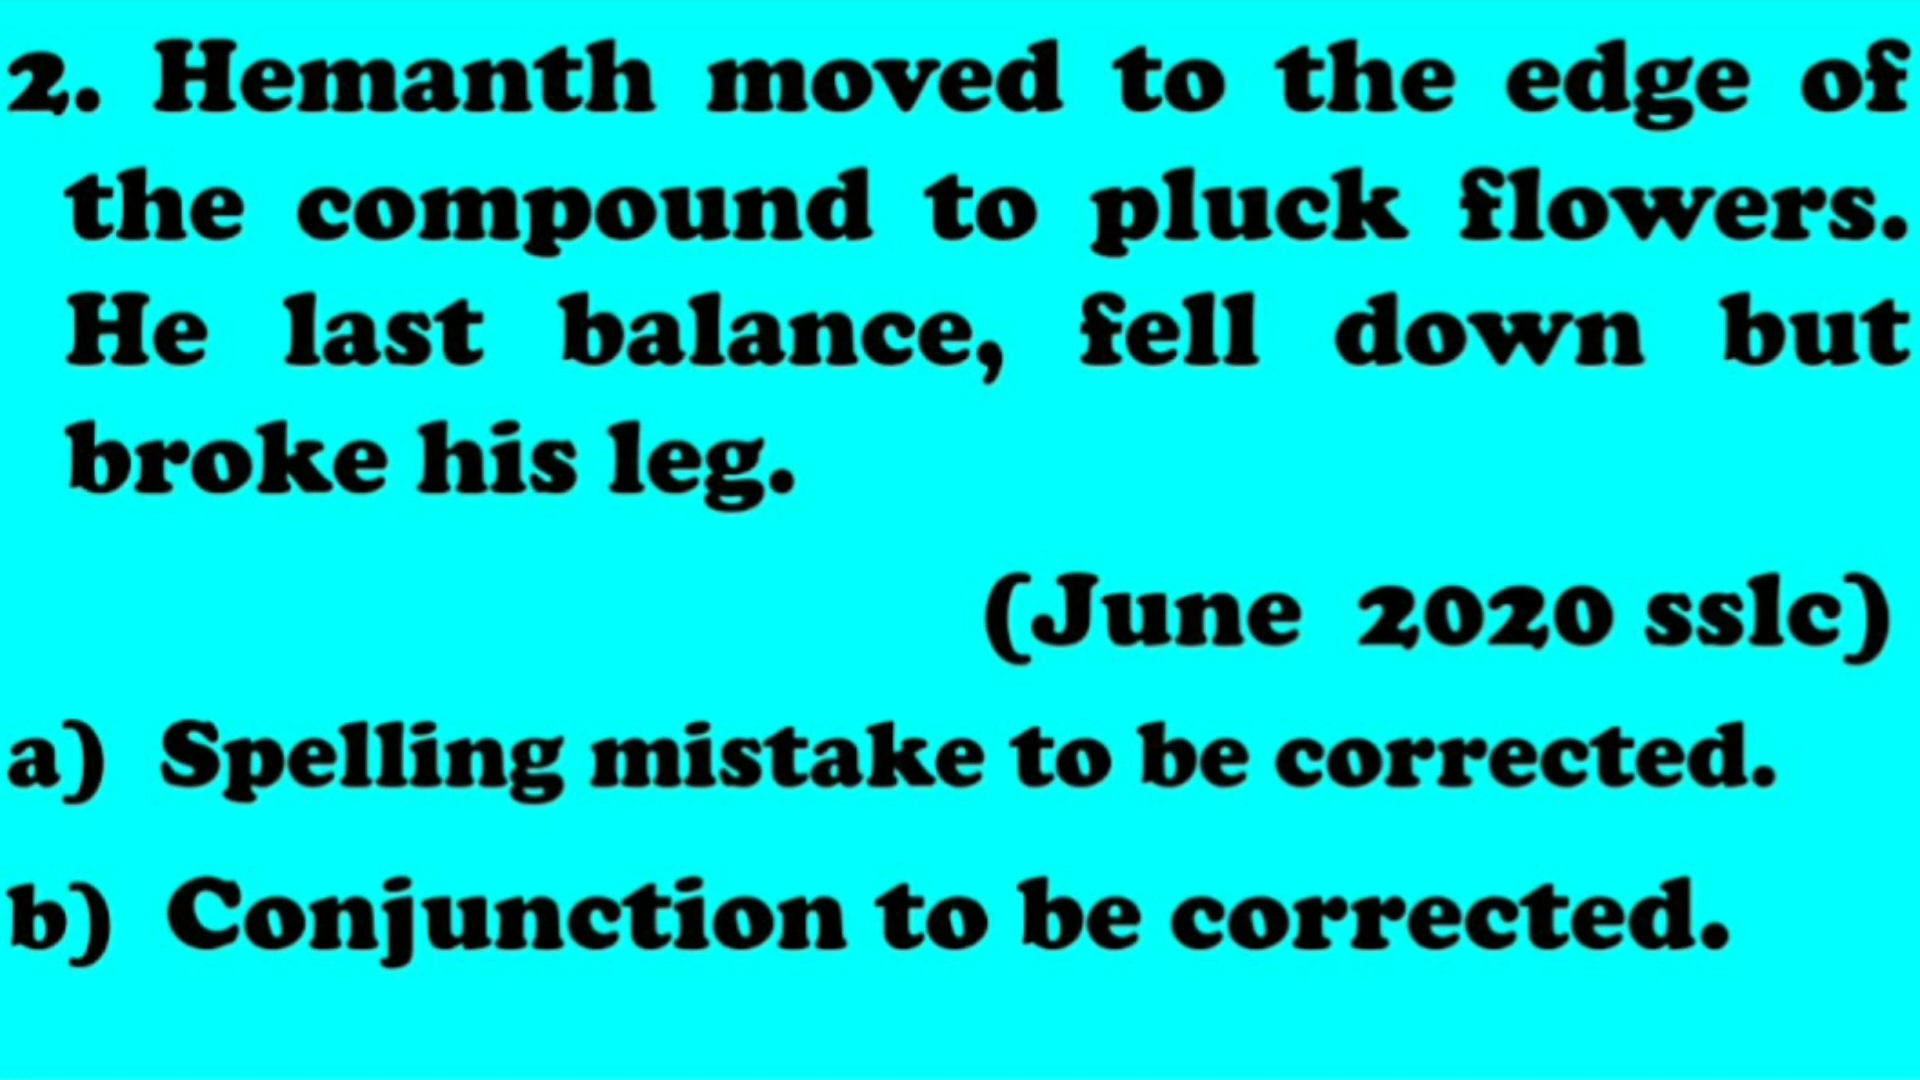 2. Hemanth moved to the edge of
the compound to pluck flowers.
He last balance, fell down but
broke his leg.
(June 2020 sslc)
a) Spelling mistake to be corrected.
b) Conjunction to be corrected.